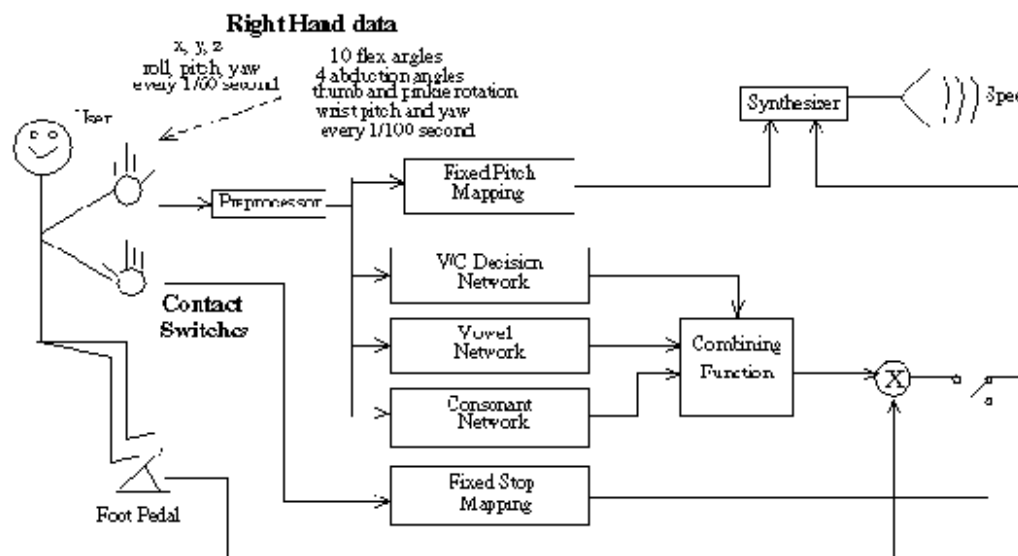 Right Hand data
x, y, z
roll, pitch, yaw
every 1/60 second
10 flex angles
4 abduction angles
thumb and pinkie rotation
wrist pitch and yaw
every 1/100 second
User
Synthesizer
Speec
Preprocessor
Fixed Pitch
Mapping
V/C Decision
Network
Contact
Switches
Vowel
Network
Combining
Function
X
Consonant
Network
Fixed Stop
Mapping
Foot Pedal